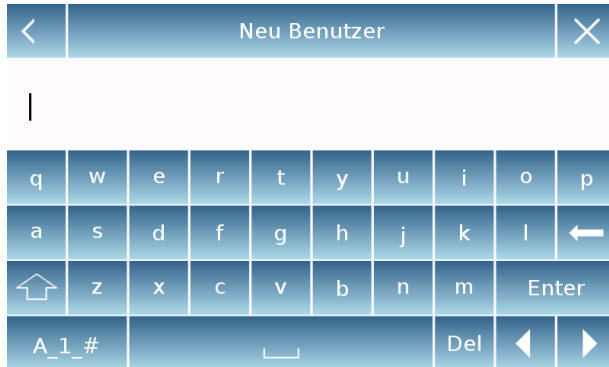 Neu Benutzer
q w e r t y u i o p
a s d f g h j k l
z x c v b n m Enter
A_1_# Del